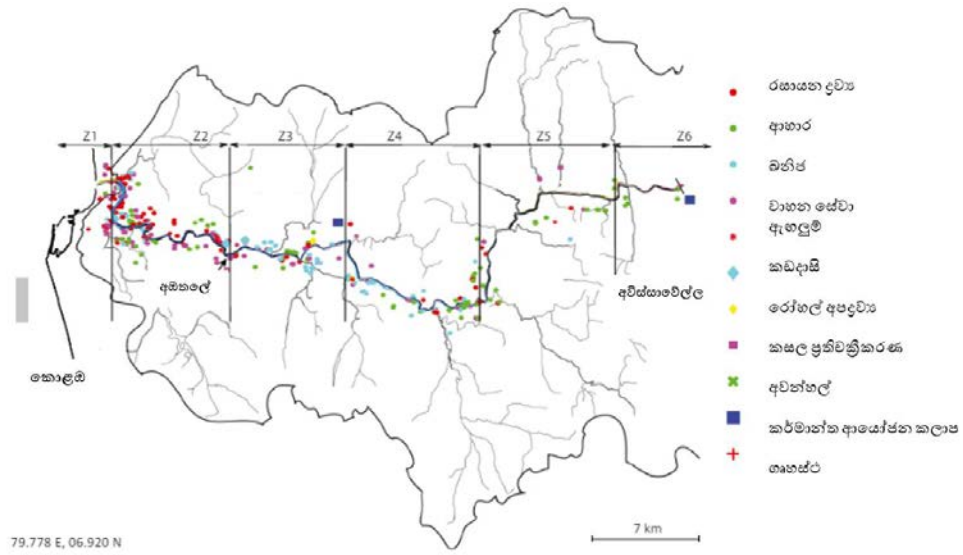 Z1
Z2
Z3
Z4
Z5
Z6
රසායන ද්‍රව්‍ය
ආහාර
ඛනිජ
වාහන සේවා
ඇඟලුම්
කඩදාසි
රෝහල් අපද්‍රව්‍ය
කසල ප්‍රතිචක්‍රීකරණ
අවන්හල්
කර්මාන්ත ආයෝජන කලාප
ගෘහස්ථ
අඹතලේ
අවිස්සාවේල්ල
කොළඹ
7 km
79.778 E, 06.920 N